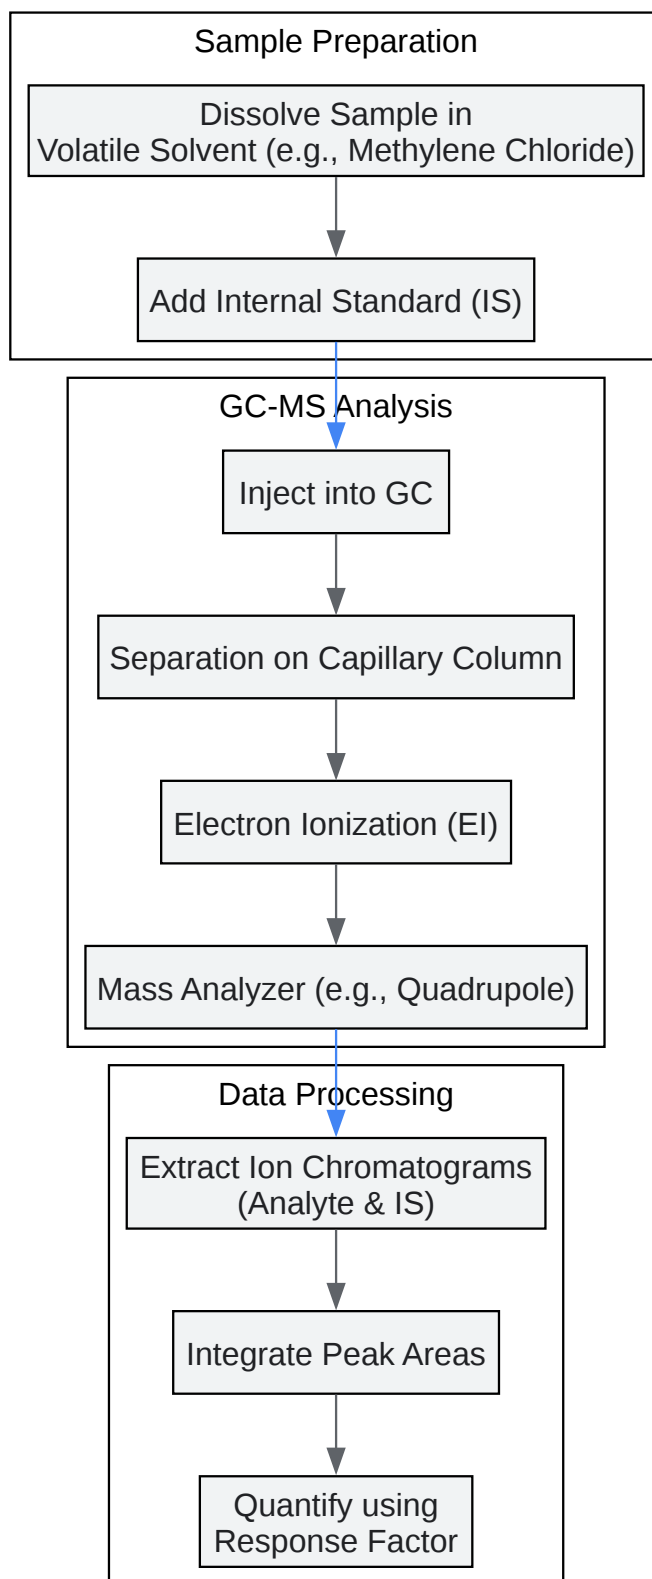 Sample Preparation
Dissolve Sample in
Volatile Solvent (e.g., Methylene Chloride)
Add Internal Standard (IS)
GC-MS Analysis
Inject into GC
Separation on Capillary Column
Electron Ionization (EI)
Mass Analyzer (e.g., Quadrupole)
Data Processing
Extract Ion Chromatograms
(Analyte & IS)
Integrate Peak Areas
Quantify using
Response Factor